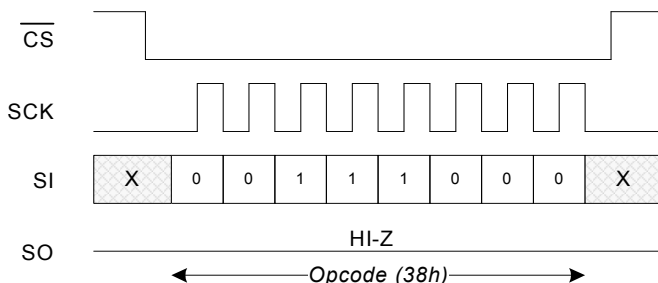 CS
SCK
SI X 0 0 1 1 1 0 0 0 X
HI-Z
SO
Opcode (38h)